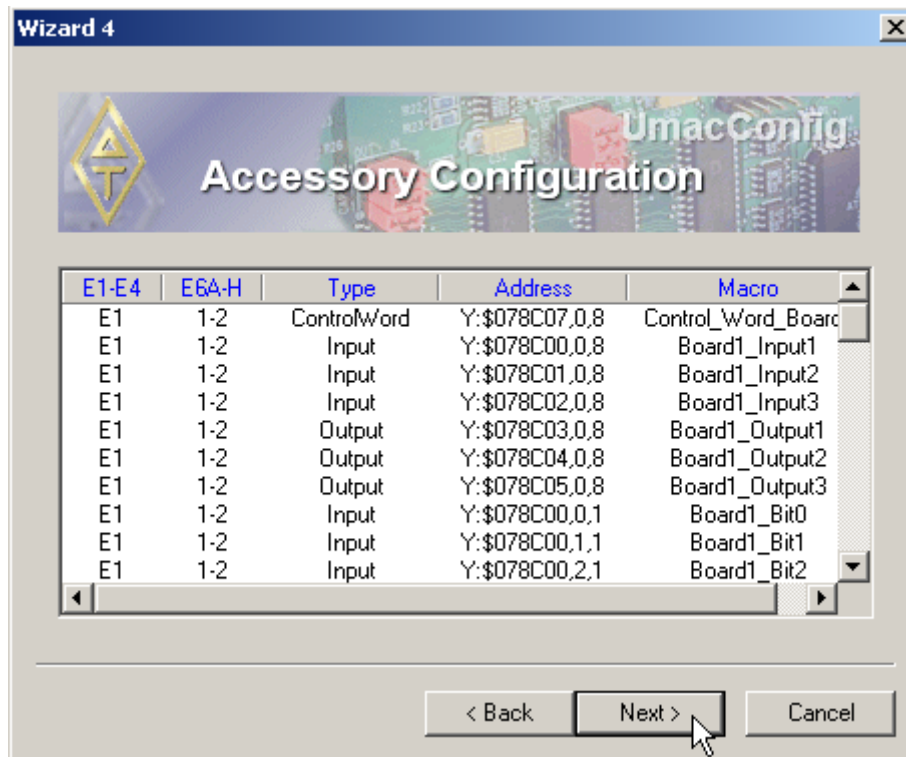 Wizard 4
UmacConfig
Accessory Configuration
E1-E4 E6A-H Type Address Macro
E1 1-2 ControlWord Y:$078C07,0,8 Control_Word_Board
E1 1-2 Input Y:$078C00,0,8 Board1_Input1
E1 1-2 Input Y:$078C01,0,8 Board1_Input2
E1 1-2 Input Y:$078C02,0,8 Board1_Input3
E1 1-2 Output Y:$078C03,0,8 Board1_Output1
E1 1-2 Output Y:$078C04,0,8 Board1_Output2
E1 1-2 Output Y:$078C05,0,8 Board1_Output3
E1 1-2 Input Y:$078C00,0,1 Board1_Bit0
E1 1-2 Input Y:$078C00,1,1 Board1_Bit1
E1 1-2 Input Y:$078C00,2,1 Board1_Bit2
< Back Next > Cancel